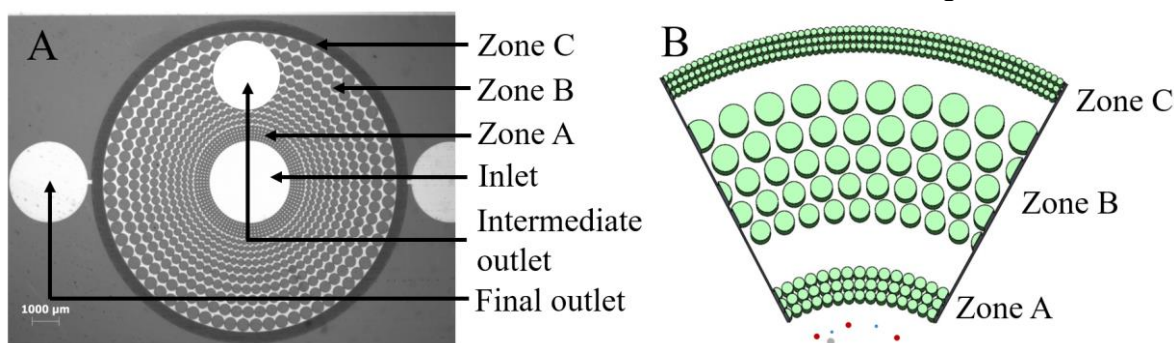 A
Zone C
Zone B
Zone A
Inlet
Intermediate
outlet
Final outlet
1000 µm
B
Zone C
Zone B
Zone A